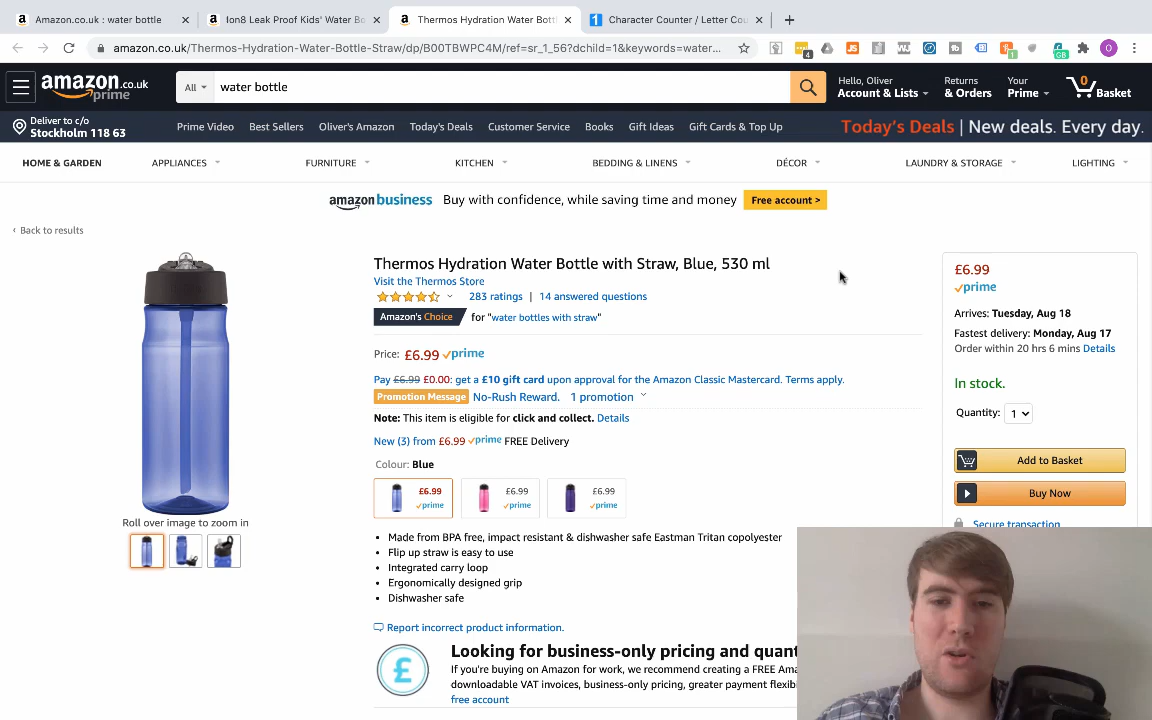 Amazon.co.uk : water bottle
Ion8 Leak Proof Kids' Water Bo
Thermos Hydration Water Bottl
Character Counter / Letter Cou
amazon.co.uk/Thermos-Hydration-Water-Bottle-Straw/dp/B00TBWPC4M/ref=sr_1_56?dchild=1&keywords=water...
amazon.co.uk
prime
All
water bottle
Hello, Oliver
Account & Lists
Returns
& Orders
Your
Prime
0
Basket
Deliver to c/o
Stockholm 118 63
Prime Video
Best Sellers
Oliver's Amazon
Today's Deals
Customer Service
Books
Gift Ideas
Gift Cards & Top Up
Today's Deals | New deals. Every day.
HOME & GARDEN
APPLIANCES
FURNITURE
KITCHEN
BEDDING & LINENS
DÉCOR
LAUNDRY & STORAGE
LIGHTING
amazon business Buy with confidence, while saving time and money Free account >
‹ Back to results
Thermos Hydration Water Bottle with Straw, Blue, 530 ml
Visit the Thermos Store
283 ratings | 14 answered questions
Amazon's Choice for "water bottles with straw"
Price: £6.99 prime
Pay £6.99 £0.00: get a £10 gift card upon approval for the Amazon Classic Mastercard. Terms apply.
Promotion Message No-Rush Reward. 1 promotion
Note: This item is eligible for click and collect. Details
New (3) from £6.99 prime FREE Delivery
Colour: Blue
£6.99
prime
£6.99
prime
£6.99
prime
• Made from BPA free, impact resistant & dishwasher safe Eastman Tritan copolyester
• Flip up straw is easy to use
• Integrated carry loop
• Ergonomically designed grip
• Dishwasher safe
Report incorrect product information.
Looking for business-only pricing and quant
If you're buying on Amazon for work, we recommend creating a FREE Ama
downloadable VAT invoices, business-only pricing, greater payment flexibi
free account
Roll over image to zoom in
£6.99
prime
Arrives: Tuesday, Aug 18
Fastest delivery: Monday, Aug 17
Order within 20 hrs 6 mins Details
In stock.
Quantity: 1
Add to Basket
Buy Now
Secure transaction